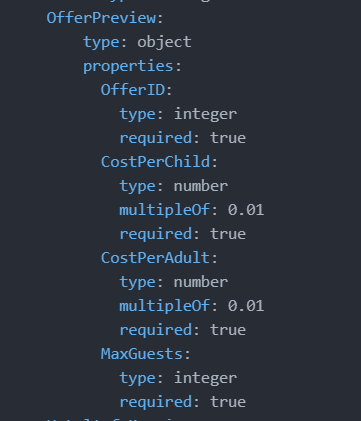 OfferPreview:
type: object
properties:
OfferID:
type: integer
required: true
CostPerChild:
type: number
multipleOf: 0.01
required: true
CostPerAdult:
type: number
multipleOf: 0.01
required: true
MaxGuests:
type: integer
required: true